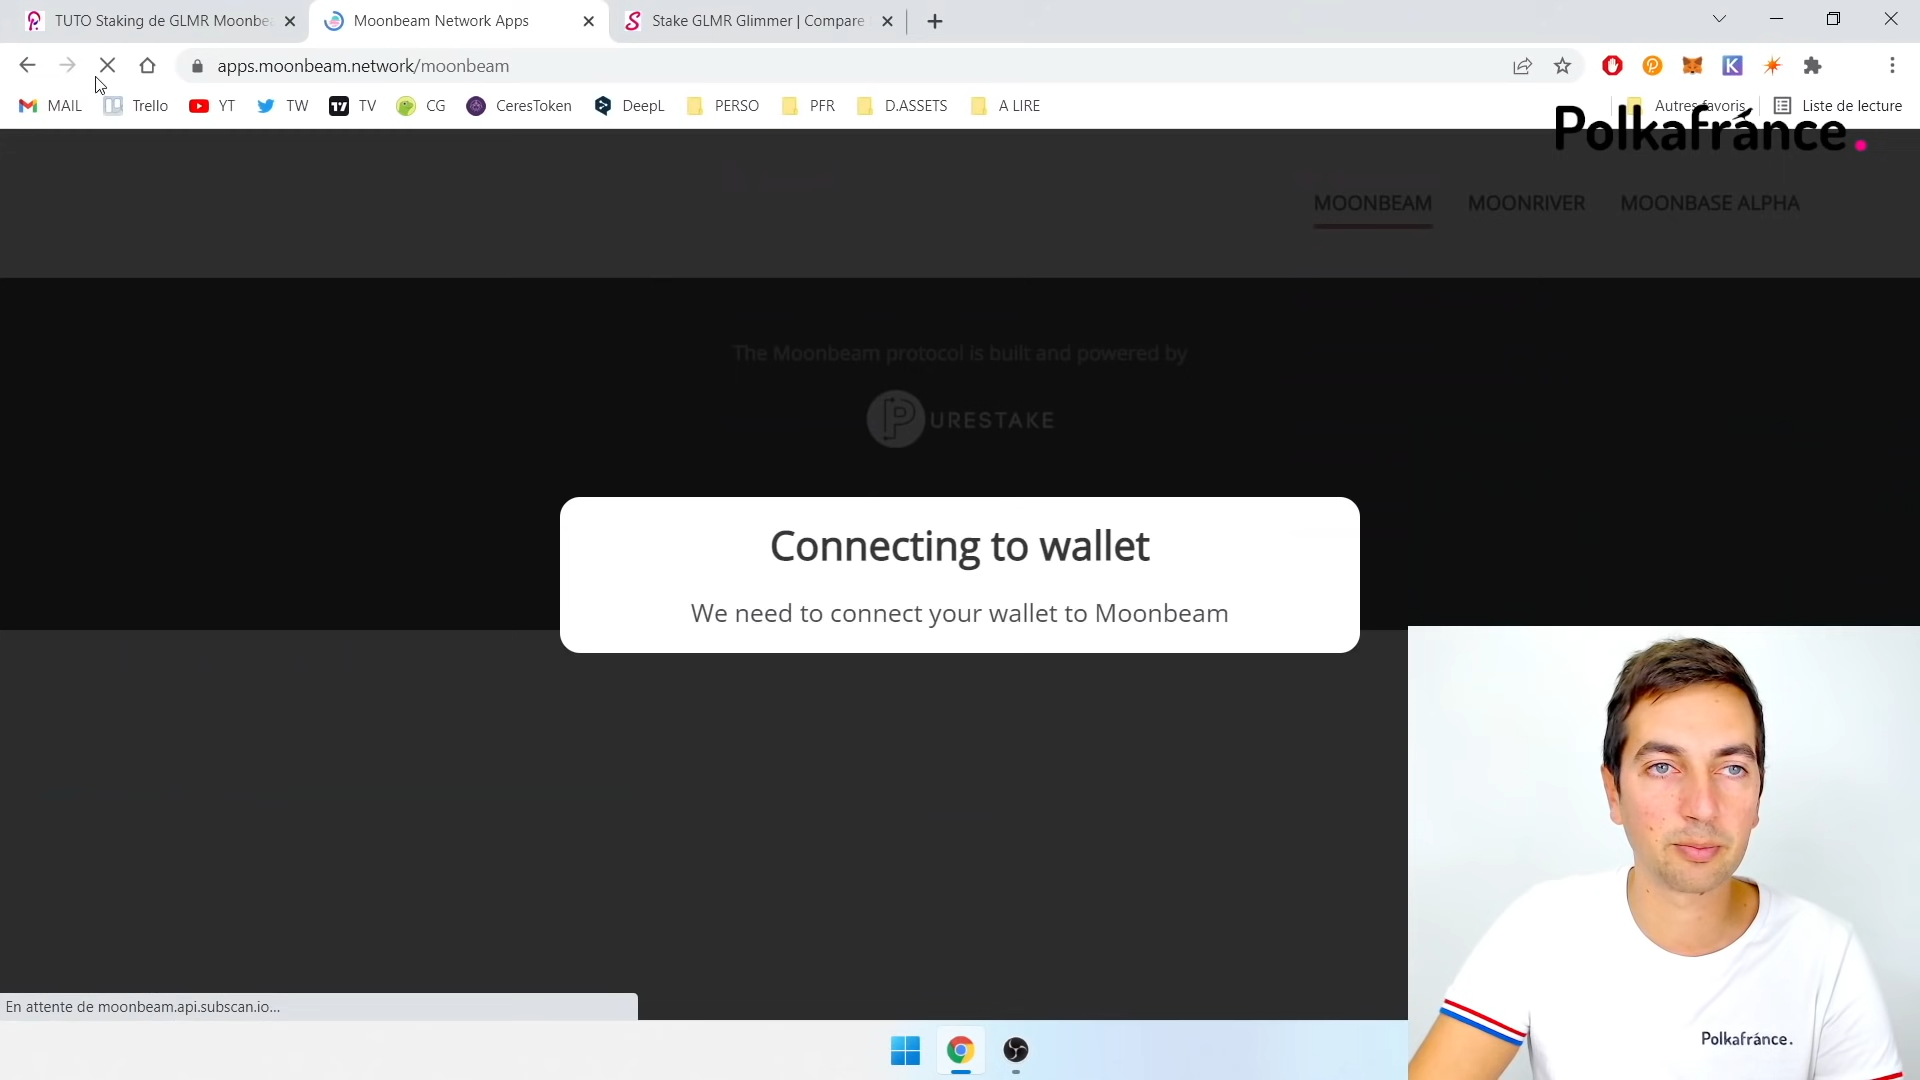 TUTO Staking de GLMR Moonbe
Moonbeam Network Apps
Stake GLMR Glimmer | Compare
apps.moonbeam.network/moonbeam
MAIL
Trello
YT
TW
TV
CG
CeresToken
DeepL
PERSO
PFR
D.ASSETS
A LIRE
Autres favoris
Liste de lecture
Polkafránce.
MOONBEAM
MOONRIVER
MOONBASE ALPHA
The Moonbeam protocol is built and powered by
PURESTAKE
Connecting to wallet
We need to connect your wallet to Moonbeam
En attente de moonbeam.api.subscan.io...
Polkafránce.